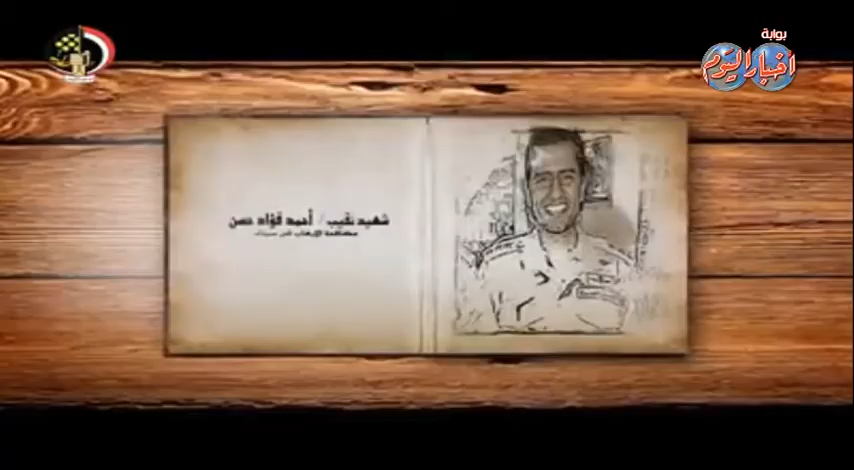 بوابة
أخبار اليوم
شهيد نقيب / أحمد فؤاد حسن
مكافحة الإرهاب في سيناء